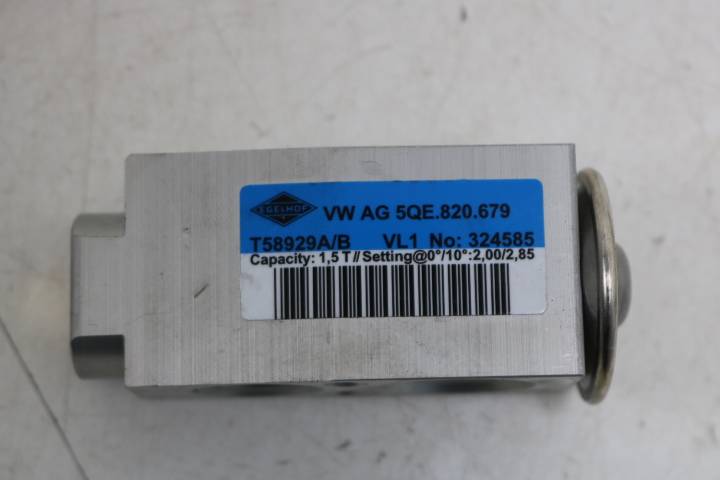 EGELHOF
VW AG 5QE.820.679
T58929A/B VL1 No: 324585
Capacity: 1,5 T // Setting@0°/10°:2,00/2,85